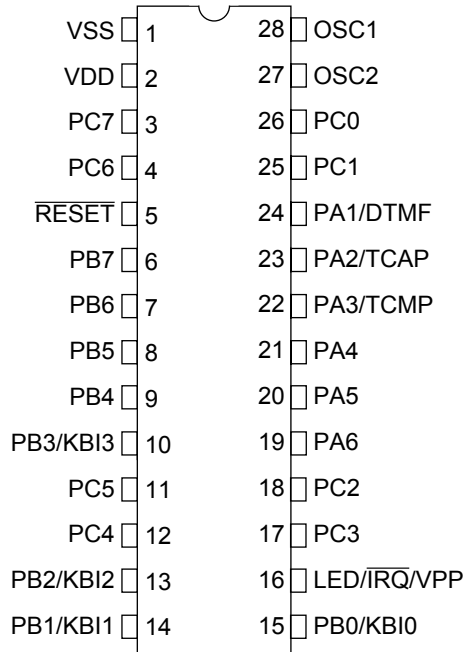 VSS 1 28 OSC1
VDD 2 27 OSC2
PC7 3 26 PC0
PC6 4 25 PC1
RESET 5 24 PA1/DTMF
PB7 6 23 PA2/TCAP
PB6 7 22 PA3/TCMP
PB5 8 21 PA4
PB4 9 20 PA5
PB3/KBI3 10 19 PA6
PC5 11 18 PC2
PC4 12 17 PC3
PB2/KBI2 13 16 LED/IRQ/VPP
PB1/KBI1 14 15 PB0/KBI0